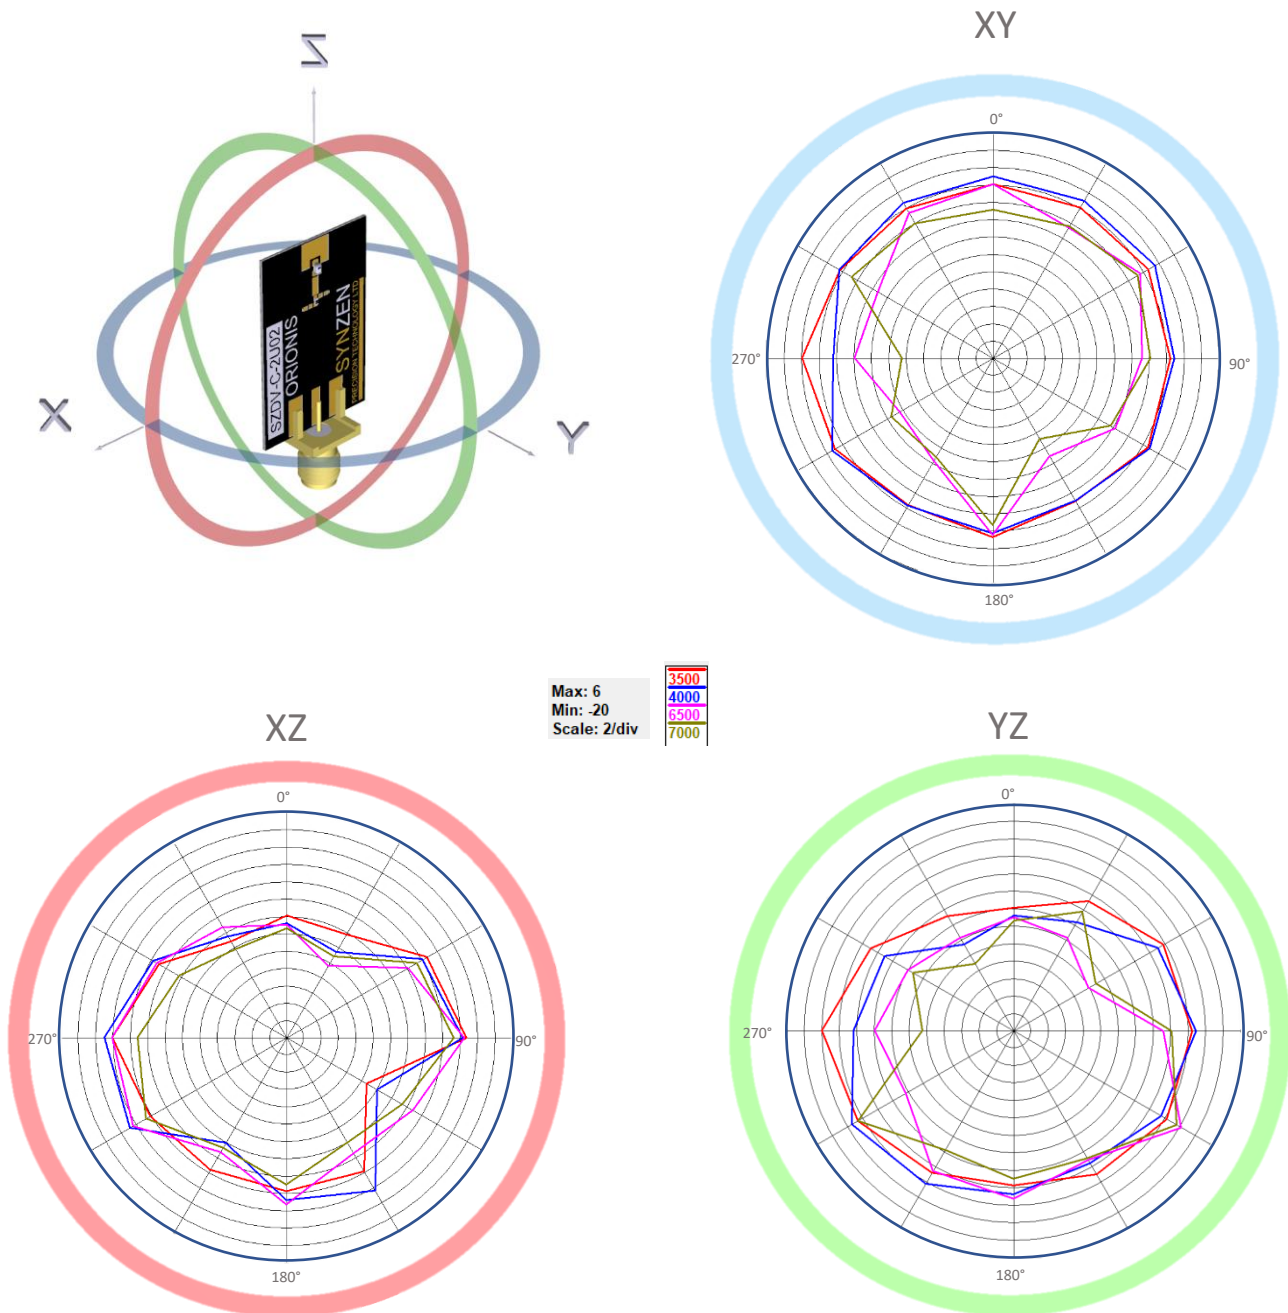 Z
X
Y
SZDV-C-2U02
ORIONIS
SYNZEN
PRECISION TECHNOLOGY LTD
XY
0°
90°
180°
270°
Max: 6
Min: -20
Scale: 2/div
3500
4000
6500
7000
XZ
0°
90°
180°
270°
YZ
0°
90°
180°
270°